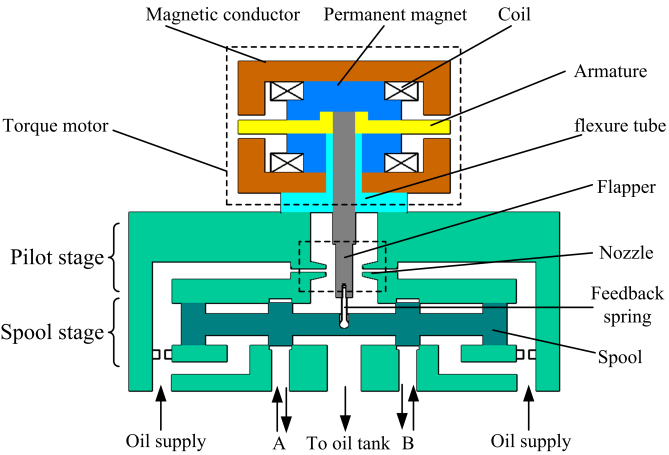 Magnetic conductor
Permanent magnet
Coil
Armature
Torque motor
flexure tube
Flapper
Pilot stage
Nozzle
Feedback
spring
Spool stage
Spool
Oil supply
A
To oil tank
B
Oil supply